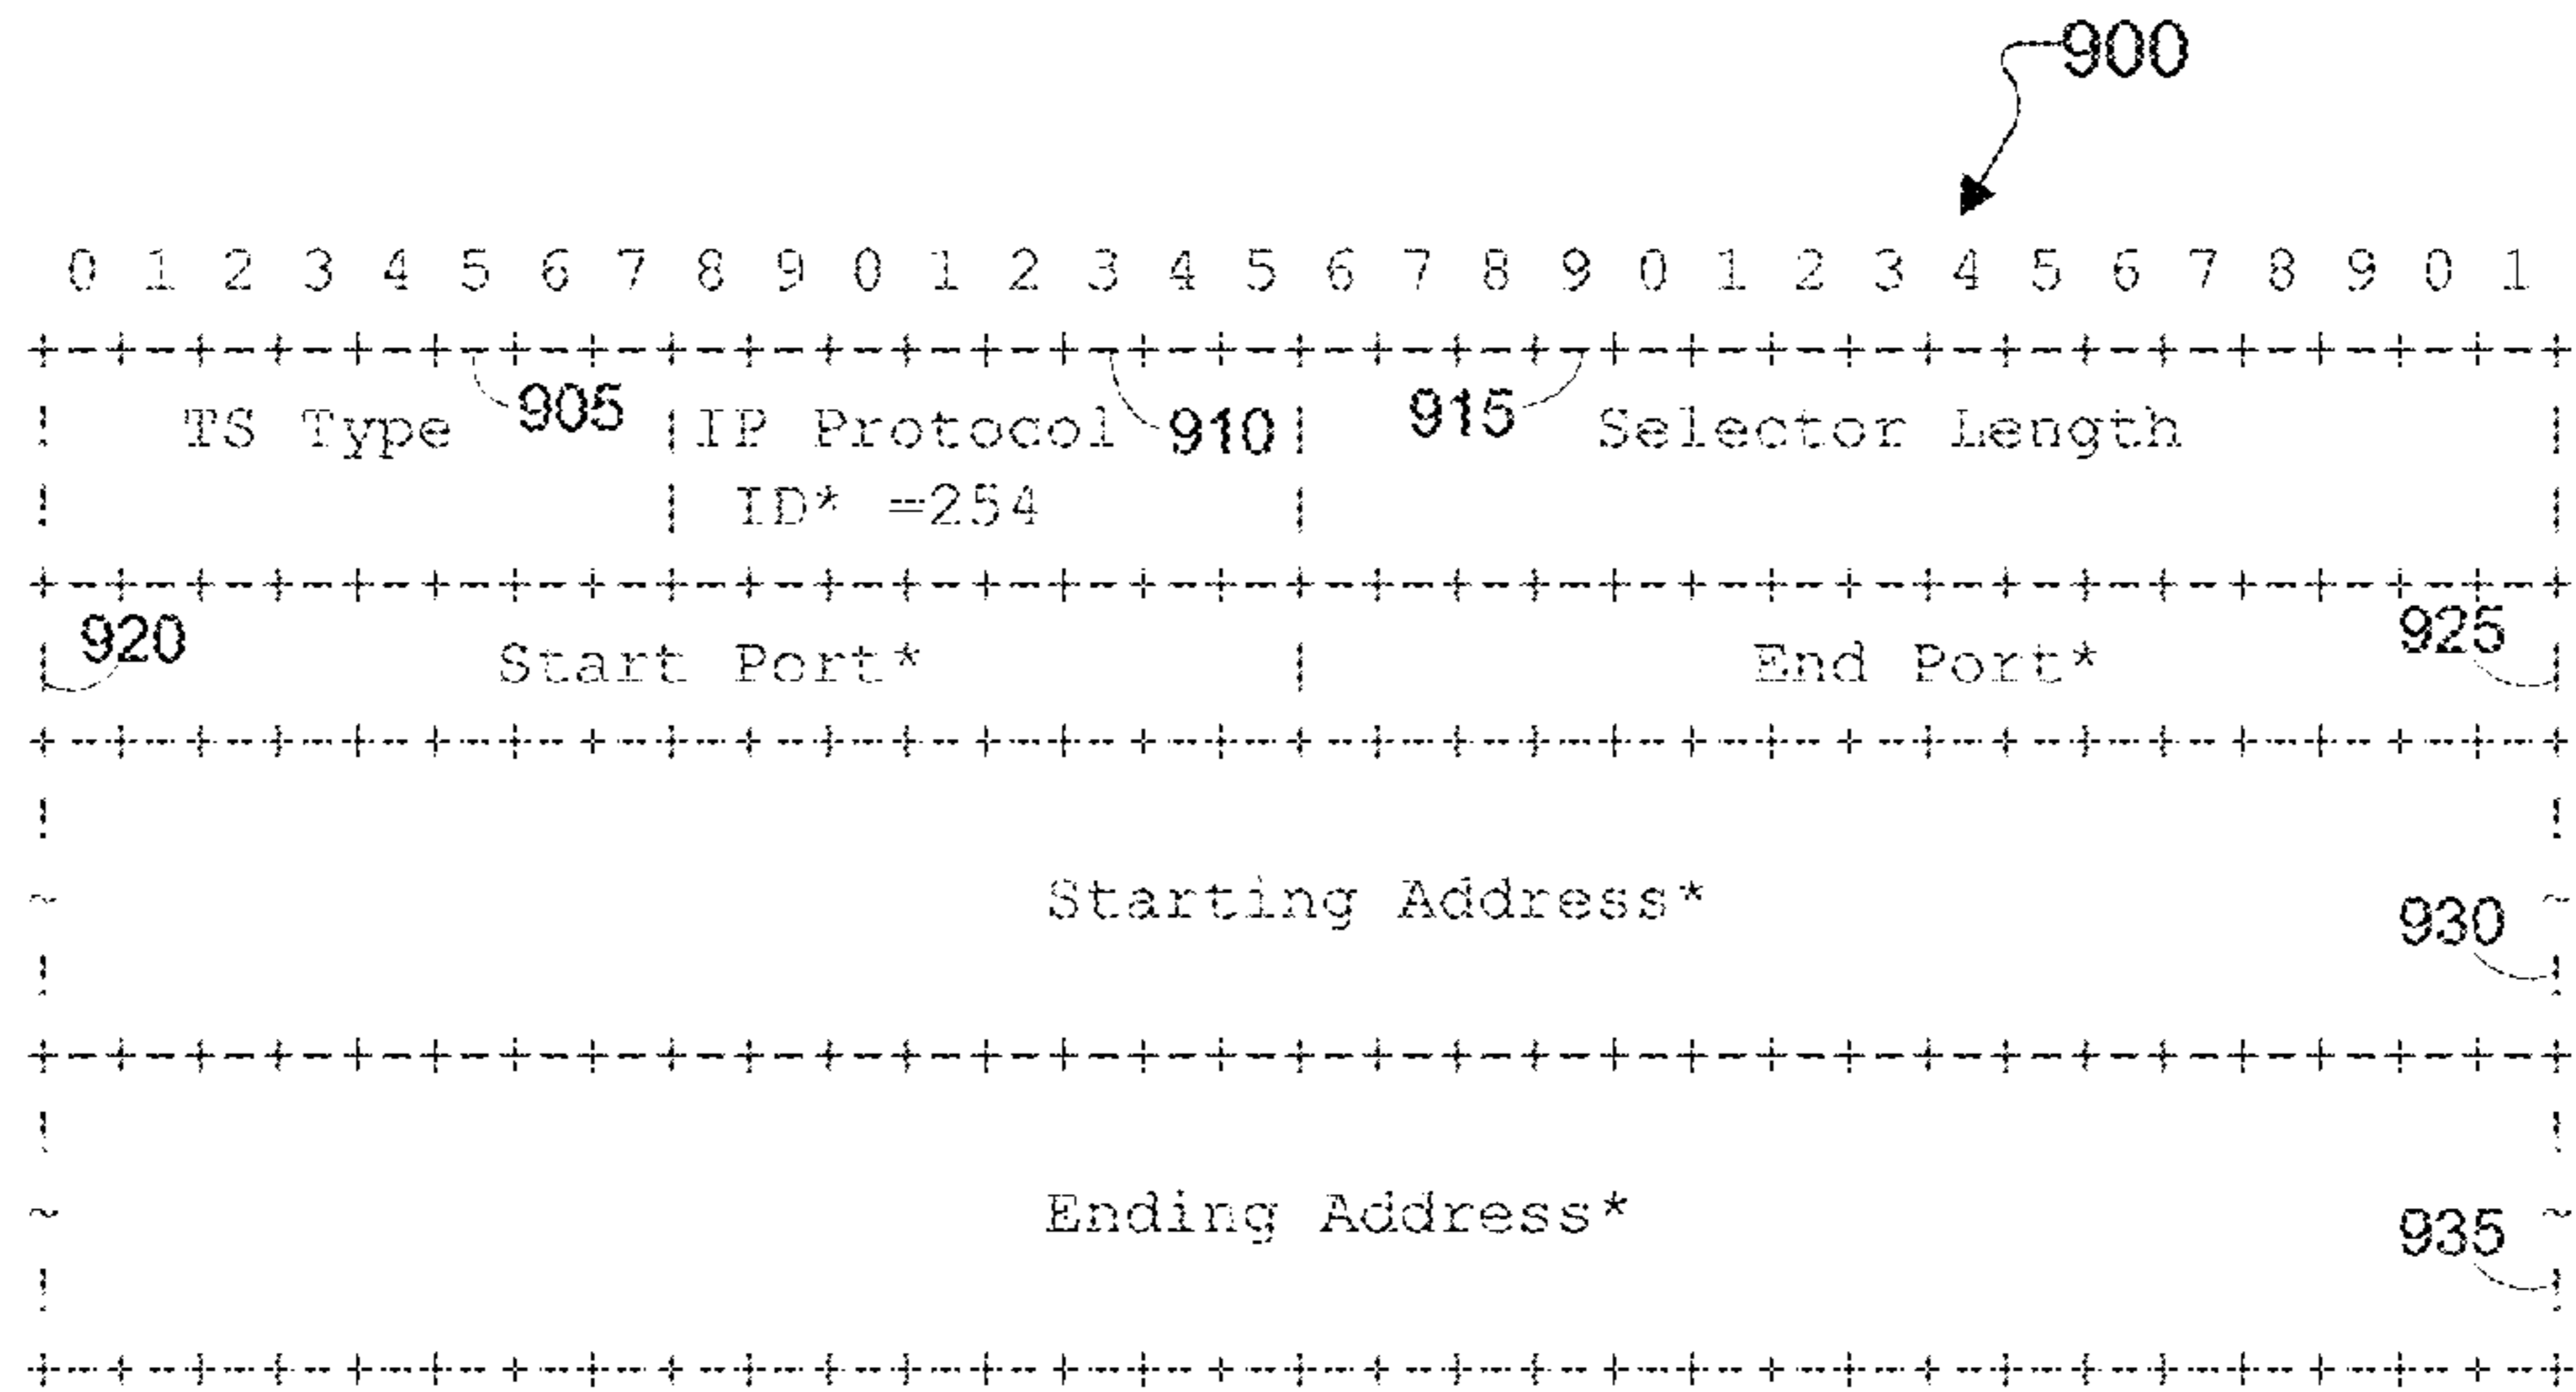 900
0 1 2 3 4 5 6 7 8 9 0 1 2 3 4 5 6 7 8 9 0 1 2 3 4 5 6 7 8 9 0 1
+-+-+-+-+-+-+-+-+-+-+-+-+-+-+-+-+-+-+-+-+-+-+-+-+-+-+-+-+-+-+-+-+
! TS Type 905 |IP Protocol 910| 915 Selector Length |
! | ID* =254 | |
+-+-+-+-+-+-+-+-+-+-+-+-+-+-+-+-+-+-+-+-+-+-+-+-+-+-+-+-+-+-+-+-+
| 920 Start Port* | End Port* 925 |
+-+-+-+-+-+-+-+-+-+-+-+-+-+-+-+-+-+-+-+-+-+-+-+-+-+-+-+-+-+-+-+-+
! !
~ Starting Address* 930 ~
! !
+-+-+-+-+-+-+-+-+-+-+-+-+-+-+-+-+-+-+-+-+-+-+-+-+-+-+-+-+-+-+-+-+
! !
~ Ending Address* 935 ~
! !
+-+-+-+-+-+-+-+-+-+-+-+-+-+-+-+-+-+-+-+-+-+-+-+-+-+-+-+-+-+-+-+-+